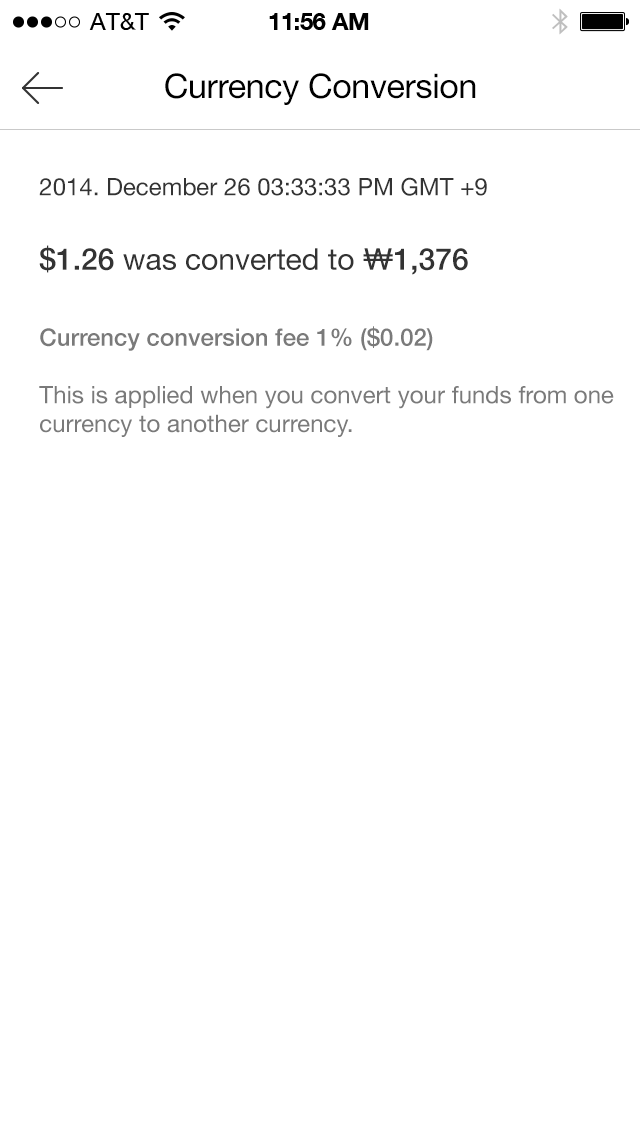 AT&T 11:56 AM
Currency Conversion
2014. December 26 03:33:33 PM GMT +9
$1.26 was converted to ₩1,376
Currency conversion fee 1% ($0.02)
This is applied when you convert your funds from one
currency to another currency.